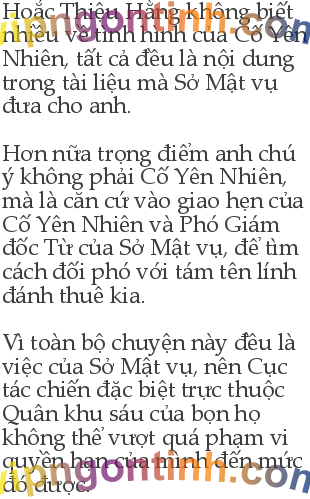 Hoắc Thiệu Hằng không biết
nhiều về tình hình của Cố Yên
Nhiên, tất cả đều là nội dung
trong tài liệu mà Sở Mật vụ
đưa cho anh.
Hơn nữa trọng điểm anh chú
ý không phải Cố Yên Nhiên,
mà là căn cứ vào giao hẹn của
Cố Yên Nhiên và Phó Giám
đốc Từ của Sở Mật vụ, để tìm
cách đối phó với tám tên lính
đánh thuê kia.
Vì toàn bộ chuyện này đều là
việc của Sở Mật vụ, nên Cục
tác chiến đặc biệt trực thuộc
Quân khu sáu của bọn họ
không thể vượt quá phạm vi
quyền hạn của mình đến mức
đó được.